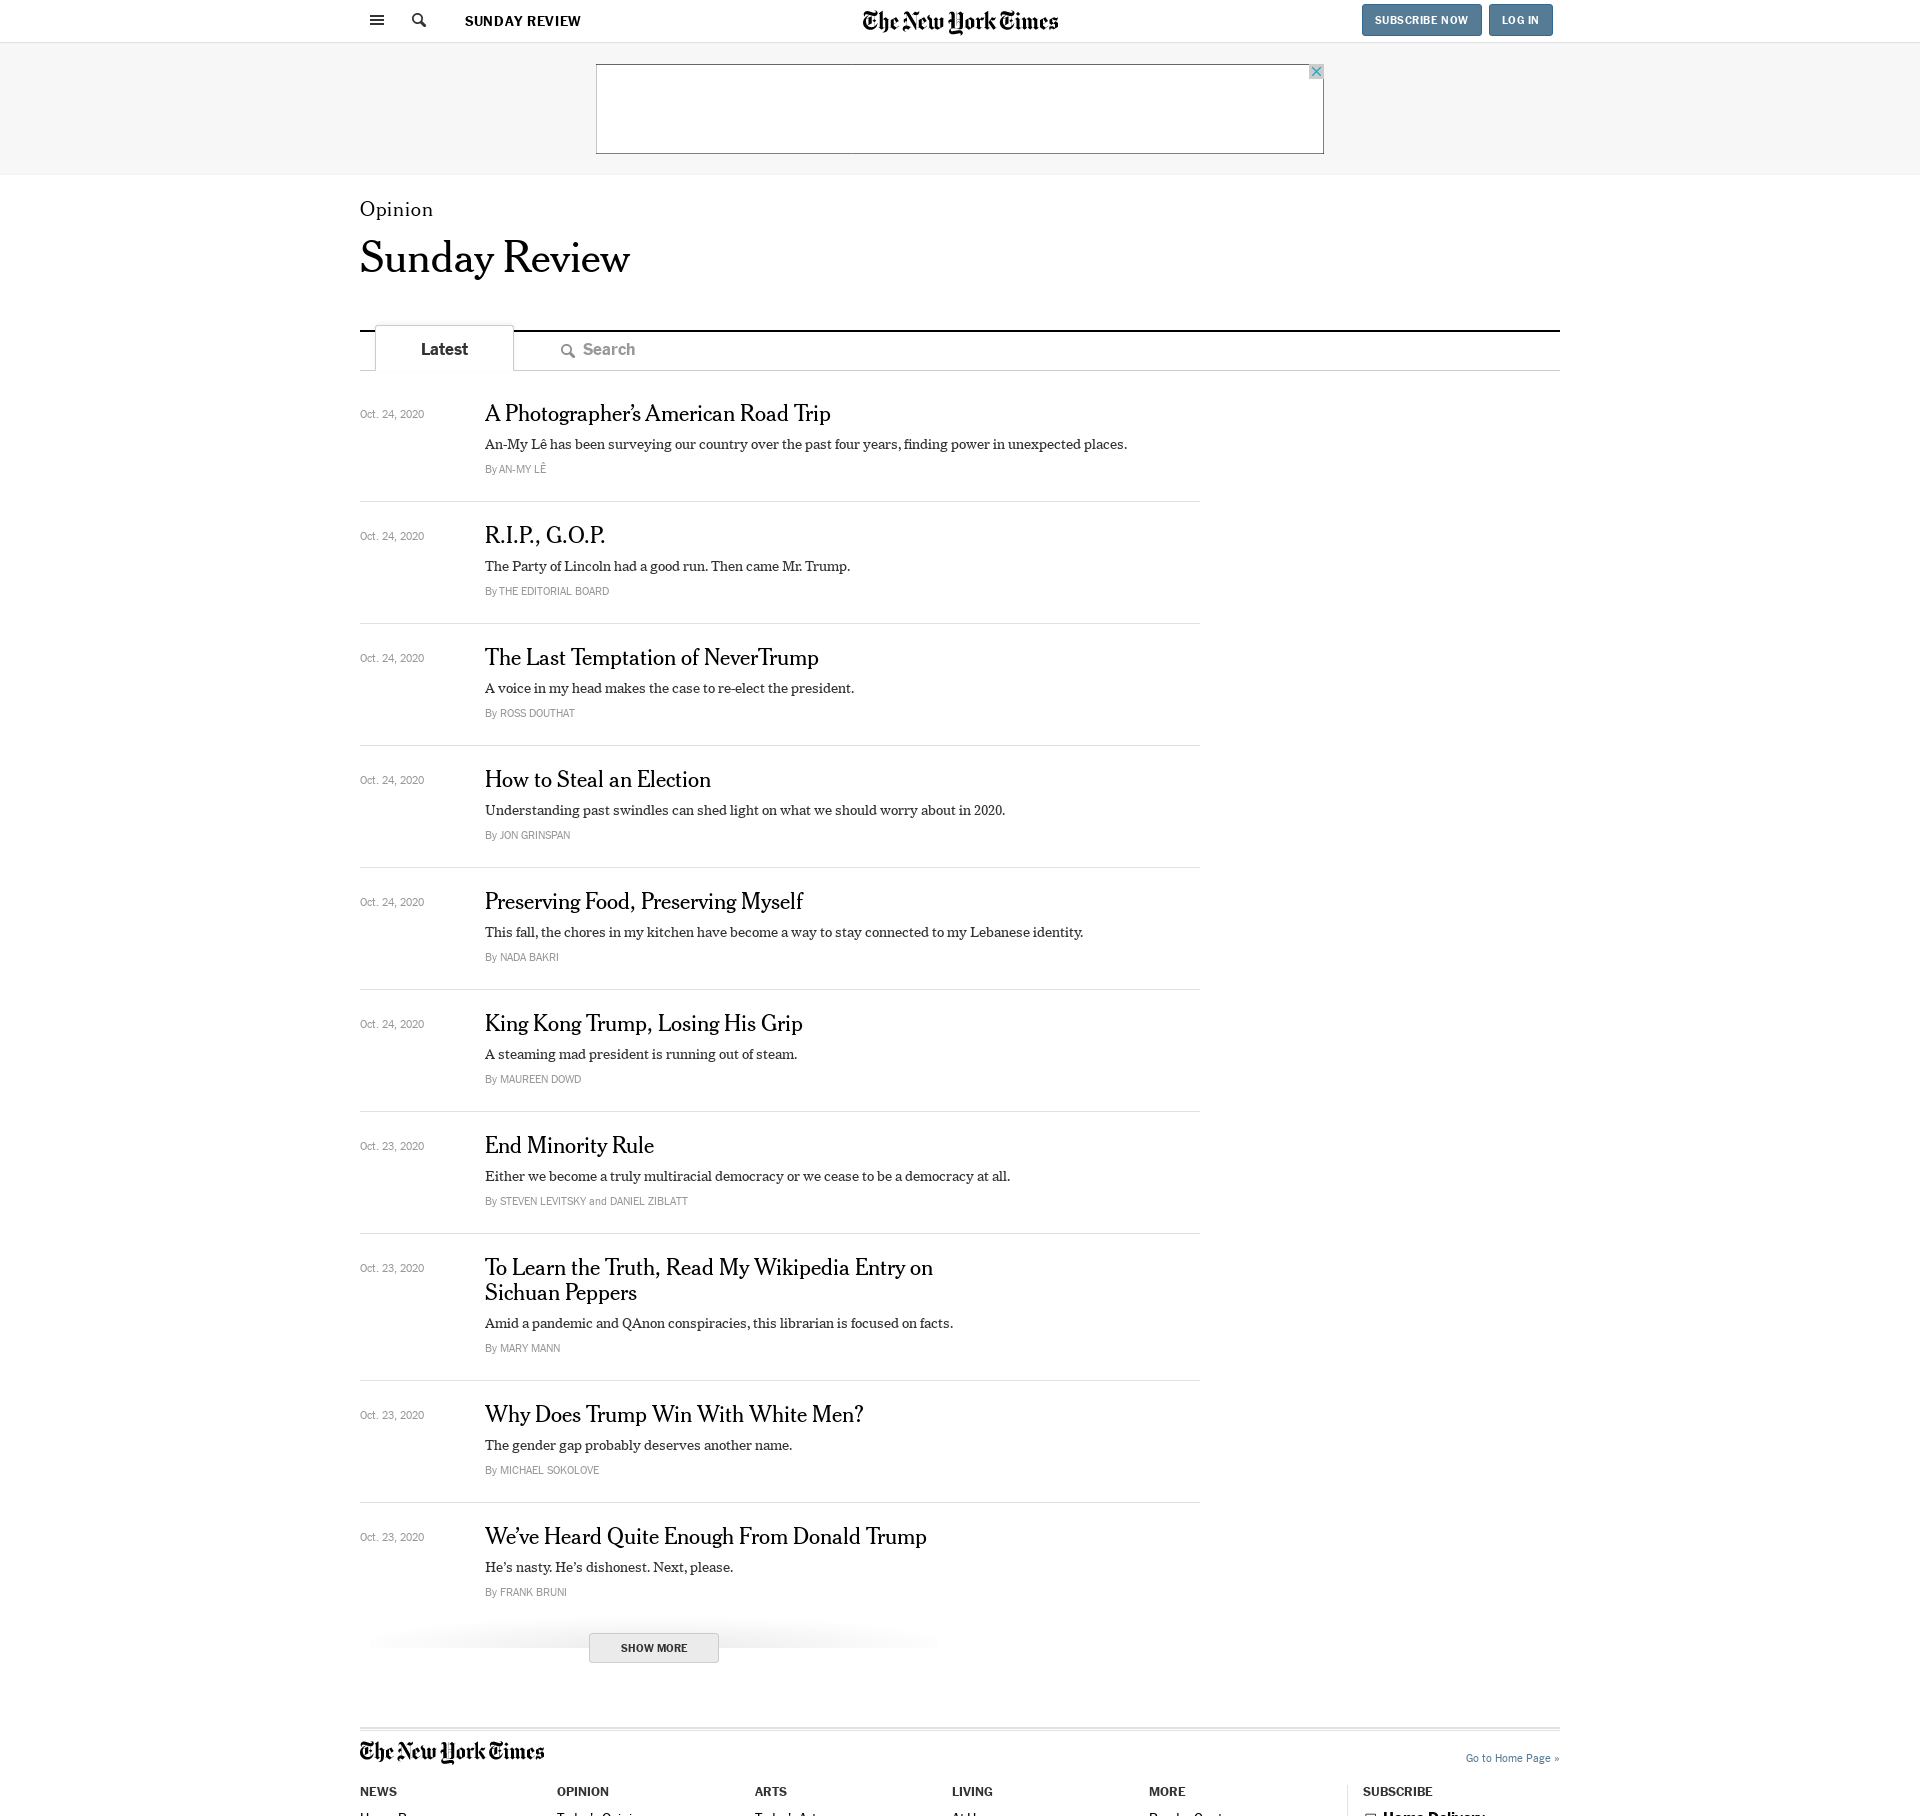 SUNDAY REVIEW
The New York Times
SUBSCRIBE NOW
LOG IN
Opinion
Sunday Review
Latest
Search
Oct. 24, 2020
A Photographer’s American Road Trip
An-My Lê has been surveying our country over the past four years, finding power in unexpected places.
By AN-MY LÊ
Oct. 24, 2020
R.I.P., G.O.P.
The Party of Lincoln had a good run. Then came Mr. Trump.
By THE EDITORIAL BOARD
Oct. 24, 2020
The Last Temptation of NeverTrump
A voice in my head makes the case to re-elect the president.
By ROSS DOUTHAT
Oct. 24, 2020
How to Steal an Election
Understanding past swindles can shed light on what we should worry about in 2020.
By JON GRINSPAN
Oct. 24, 2020
Preserving Food, Preserving Myself
This fall, the chores in my kitchen have become a way to stay connected to my Lebanese identity.
By NADA BAKRI
Oct. 24, 2020
King Kong Trump, Losing His Grip
A steaming mad president is running out of steam.
By MAUREEN DOWD
Oct. 23, 2020
End Minority Rule
Either we become a truly multiracial democracy or we cease to be a democracy at all.
By STEVEN LEVITSKY and DANIEL ZIBLATT
Oct. 23, 2020
To Learn the Truth, Read My Wikipedia Entry on
Sichuan Peppers
Amid a pandemic and QAnon conspiracies, this librarian is focused on facts.
By MARY MANN
Oct. 23, 2020
Why Does Trump Win With White Men?
The gender gap probably deserves another name.
By MICHAEL SOKOLOVE
Oct. 23, 2020
We’ve Heard Quite Enough From Donald Trump
He’s nasty. He’s dishonest. Next, please.
By FRANK BRUNI
SHOW MORE
The New York Times
Go to Home Page »
NEWS
OPINION
ARTS
LIVING
MORE
SUBSCRIBE
Home Delivery